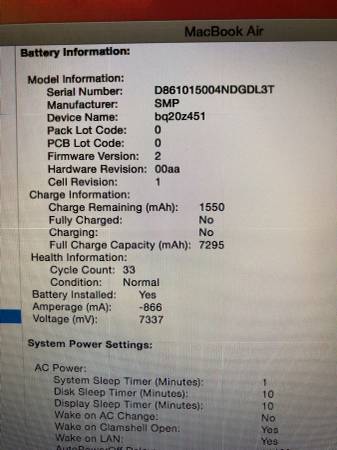 MacBook Air
Battery Information:
Model Information:
Serial Number: D861015004NDGDL3T
Manufacturer: SMP
Device Name: bq20z451
Pack Lot Code: 0
PCB Lot Code: 0
Firmware Version: 2
Hardware Revision: 00aa
Cell Revision: 1
Charge Information:
Charge Remaining (mAh): 1550
Fully Charged: No
Charging: No
Full Charge Capacity (mAh): 7295
Health Information:
Cycle Count: 33
Condition: Normal
Battery Installed: Yes
Amperage (mA): -866
Voltage (mV): 7337
System Power Settings:
AC Power:
System Sleep Timer (Minutes): 1
Disk Sleep Timer (Minutes): 10
Display Sleep Timer (Minutes): 10
Wake on AC Change: No
Wake on Clamshell Open: Yes
Wake on LAN: Yes